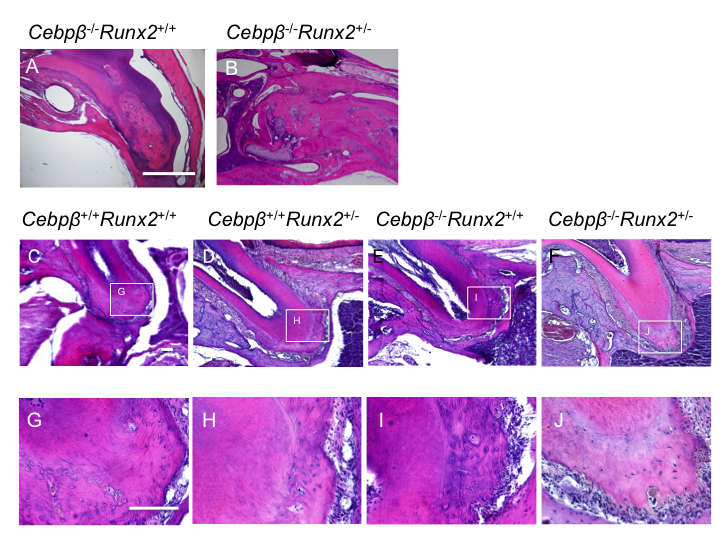 Cebpβ-/-Runx2+/+ Cebpβ-/-Runx2+/-
A B
Cebpβ+/+Runx2+/+ Cebpβ+/+Runx2+/- Cebpβ-/-Runx2+/+ Cebpβ-/-Runx2+/-
C D E F
G H I J
G H I J